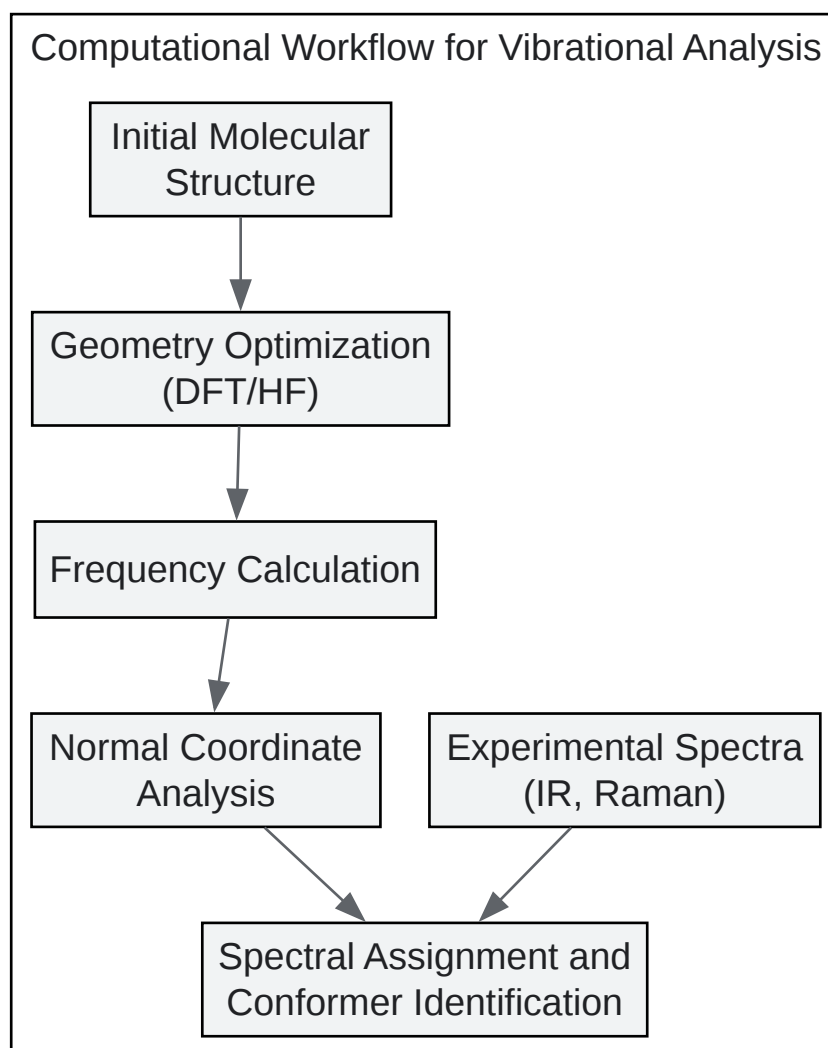 Computational Workflow for Vibrational Analysis
Initial Molecular
Structure
Geometry Optimization
(DFT/HF)
Frequency Calculation
Normal Coordinate
Analysis
Experimental Spectra
(IR, Raman)
Spectral Assignment and
Conformer Identification